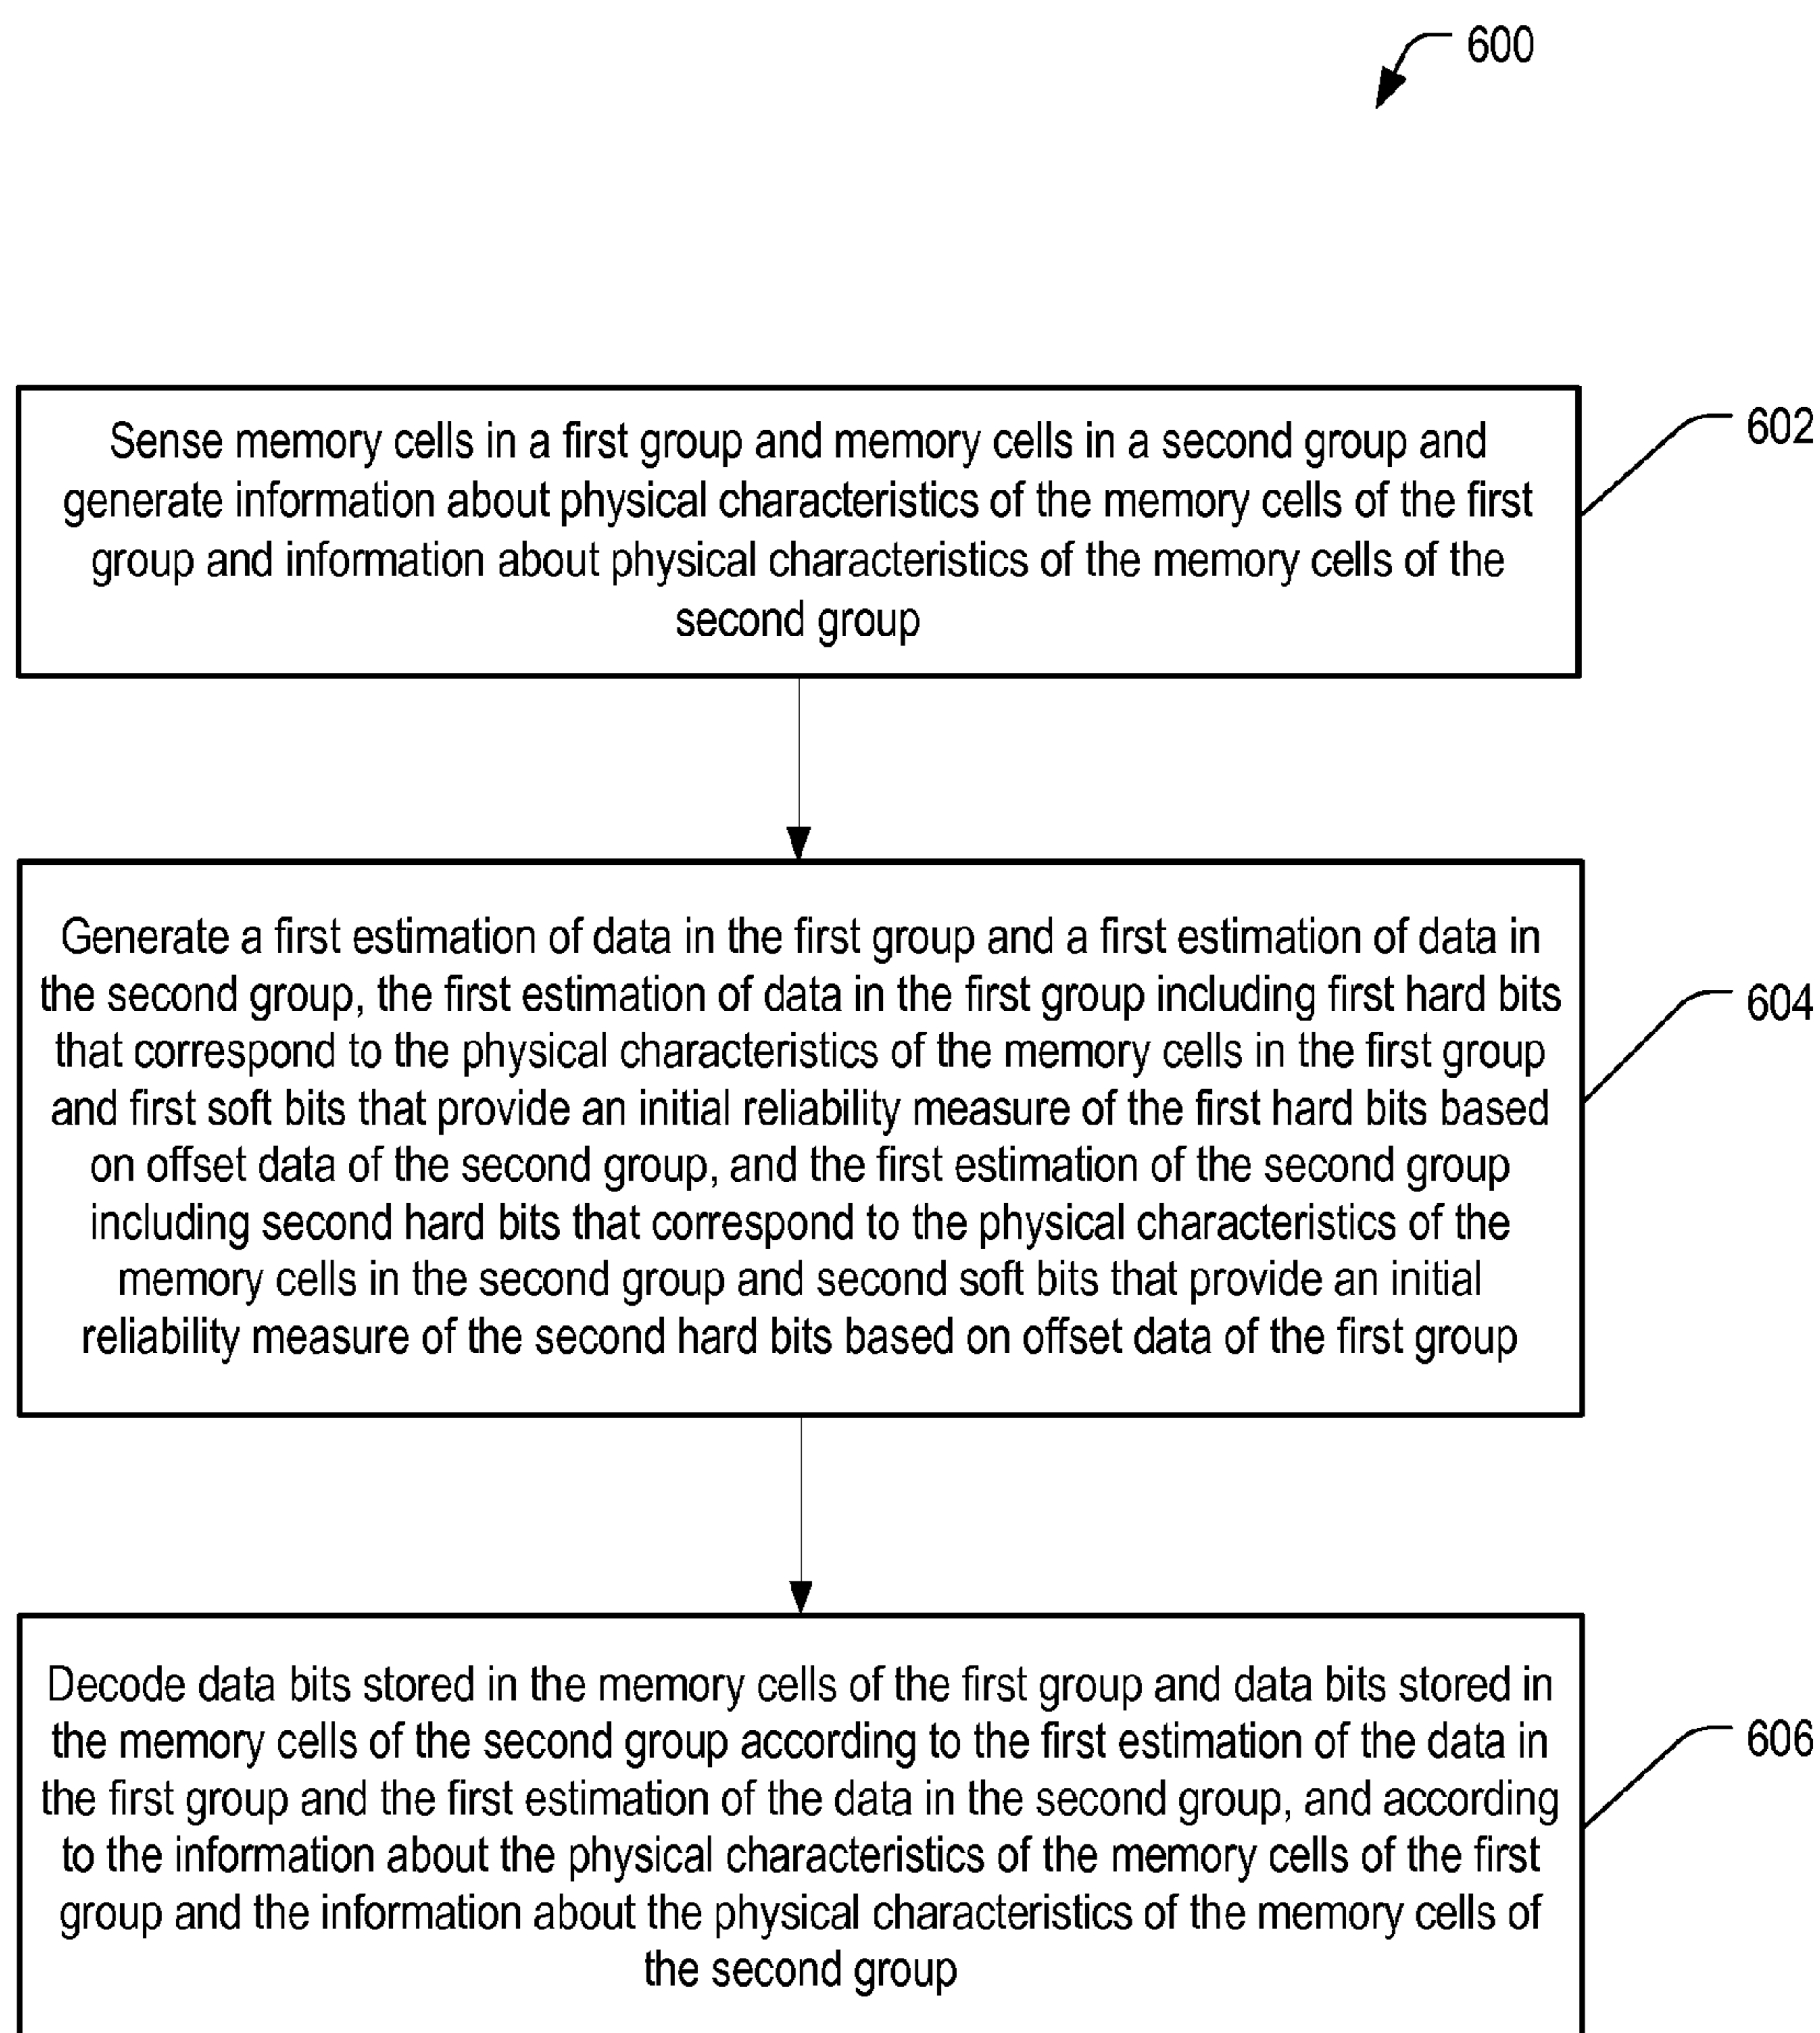 600
Sense memory cells in a first group and memory cells in a second group and
generate information about physical characteristics of the memory cells of the first
group and information about physical characteristics of the memory cells of the
second group
602
Generate a first estimation of data in the first group and a first estimation of data in
the second group, the first estimation of data in the first group including first hard bits
that correspond to the physical characteristics of the memory cells in the first group
and first soft bits that provide an initial reliability measure of the first hard bits based
on offset data of the second group, and the first estimation of the second group
including second hard bits that correspond to the physical characteristics of the
memory cells in the second group and second soft bits that provide an initial
reliability measure of the second hard bits based on offset data of the first group
604
Decode data bits stored in the memory cells of the first group and data bits stored in
the memory cells of the second group according to the first estimation of the data in
the first group and the first estimation of the data in the second group, and according
to the information about the physical characteristics of the memory cells of the first
group and the information about the physical characteristics of the memory cells of
the second group
606